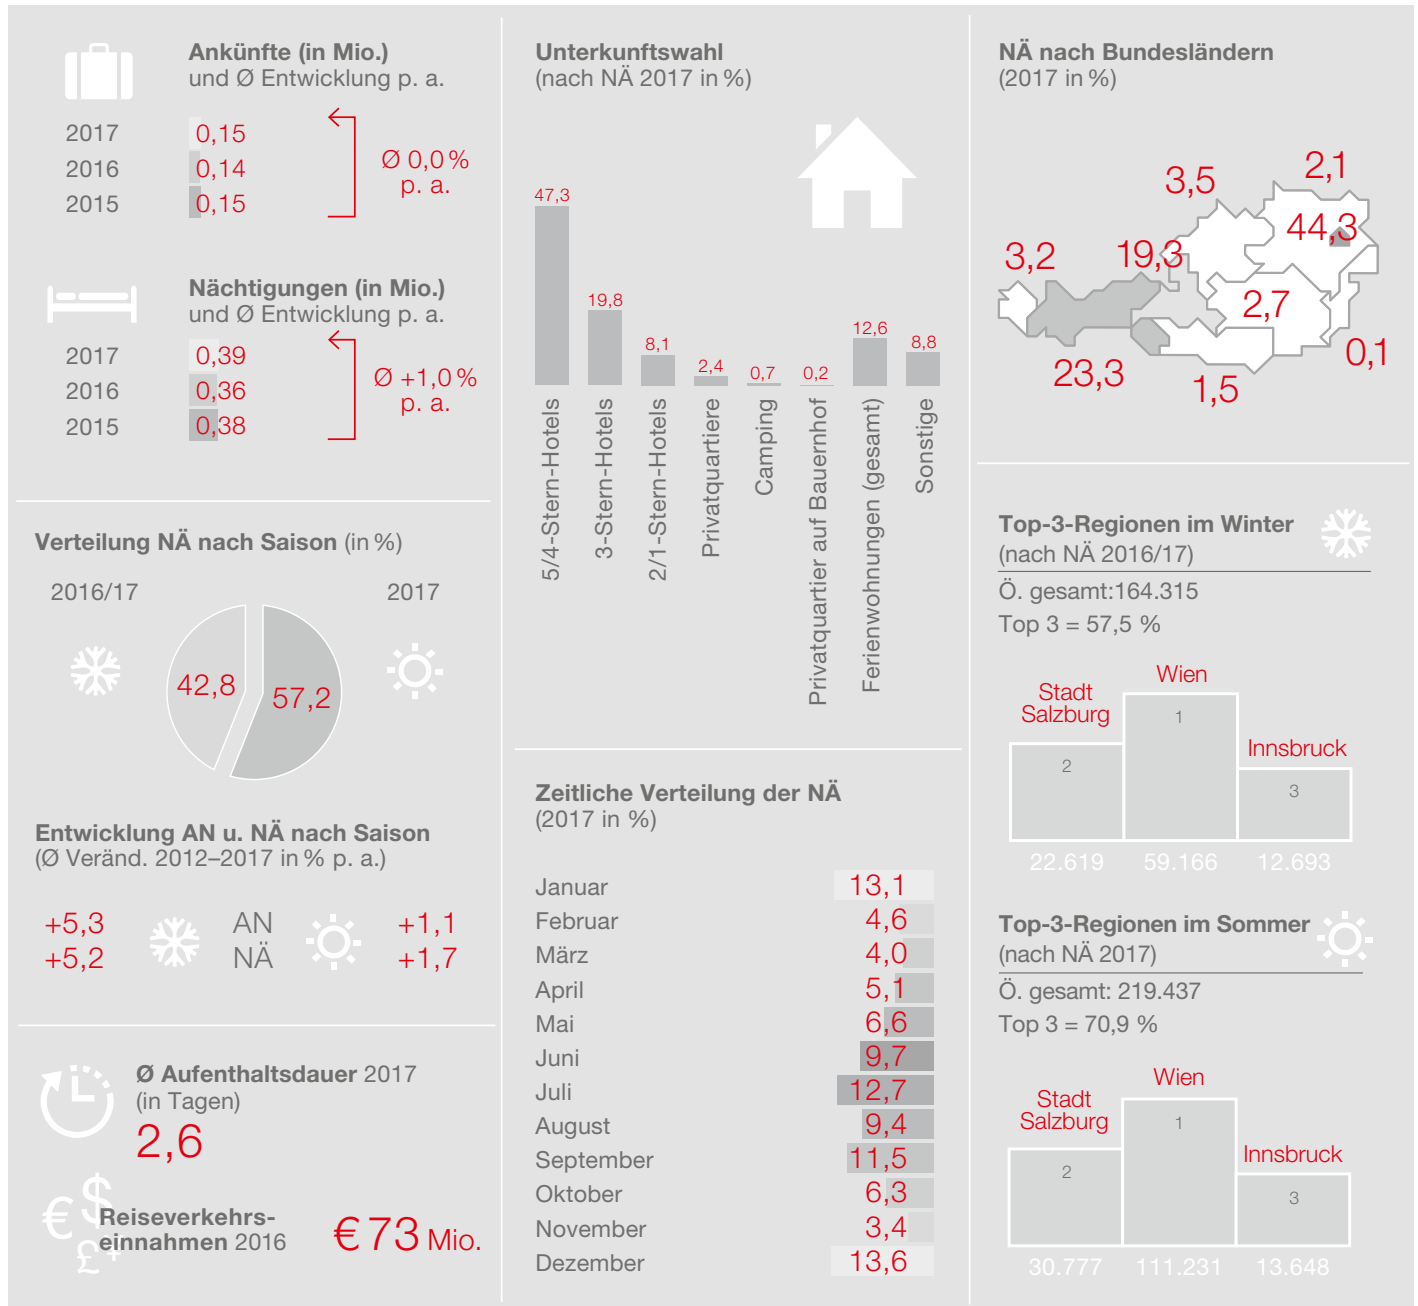 Ankünfte (in Mio.)
und Ø Entwicklung p. a.
2017 0,15
2016 0,14
2015 0,15
Ø 0,0 %
p. a.
Nächtigungen (in Mio.)
und Ø Entwicklung p. a.
2017 0,39
2016 0,36
2015 0,38
Ø +1,0 %
p. a.
Verteilung NÄ nach Saison (in %)
2016/17 2017
42,8 57,2
Entwicklung AN u. NÄ nach Saison
(Ø Veränd. 2012–2017 in % p. a.)
+5,3 AN +1,1
+5,2 NÄ +1,7
Ø Aufenthaltsdauer 2017
(in Tagen)
2,6
€ $ £ ¥
Reiseverkehrs-
einnahmen 2016
€ 73 Mio.
Unterkunftswahl
(nach NÄ 2017 in %)
47,3
19,8
8,1
2,4
0,7
0,2
12,6
8,8
5/4-Stern-Hotels
3-Stern-Hotels
2/1-Stern-Hotels
Privatquartiere
Camping
Privatquartier auf Bauernhof
Ferienwohnungen (gesamt)
Sonstige
Zeitliche Verteilung der NÄ
(2017 in %)
Januar 13,1
Februar 4,6
März 4,0
April 5,1
Mai 6,6
Juni 9,7
Juli 12,7
August 9,4
September 11,5
Oktober 6,3
November 3,4
Dezember 13,6
NÄ nach Bundesländern
(2017 in %)
2,1
3,5
44,3
3,2 19,3
2,7
0,1
23,3
1,5
Top-3-Regionen im Winter
(nach NÄ 2016/17)
Ö. gesamt:164.315
Top 3 = 57,5 %
Wien
Stadt
Salzburg
Innsbruck
1
2
3
22.619 59.166 12.693
Top-3-Regionen im Sommer
(nach NÄ 2017)
Ö. gesamt: 219.437
Top 3 = 70,9 %
Wien
Stadt
Salzburg
Innsbruck
1
2
3
30.777 111.231 13.648